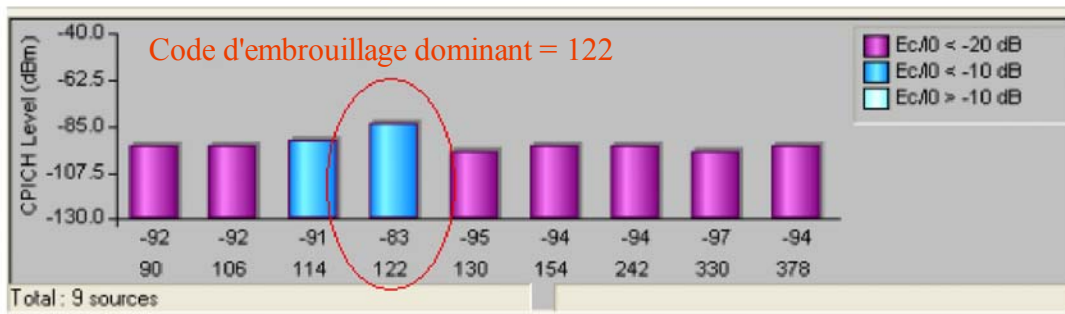 -40.0
Code d'embrouillage dominant = 122
Ec/I0 < -20 dB
-62.5
Ec/I0 < -10 dB
-85.0
Ec/I0 > -10 dB
CPICH Level (dBm)
-107.5
-130.0
-92 -92 -91 -83 -95 -94 -94 -97 -94
90 106 114 122 130 154 242 330 378
Total : 9 sources